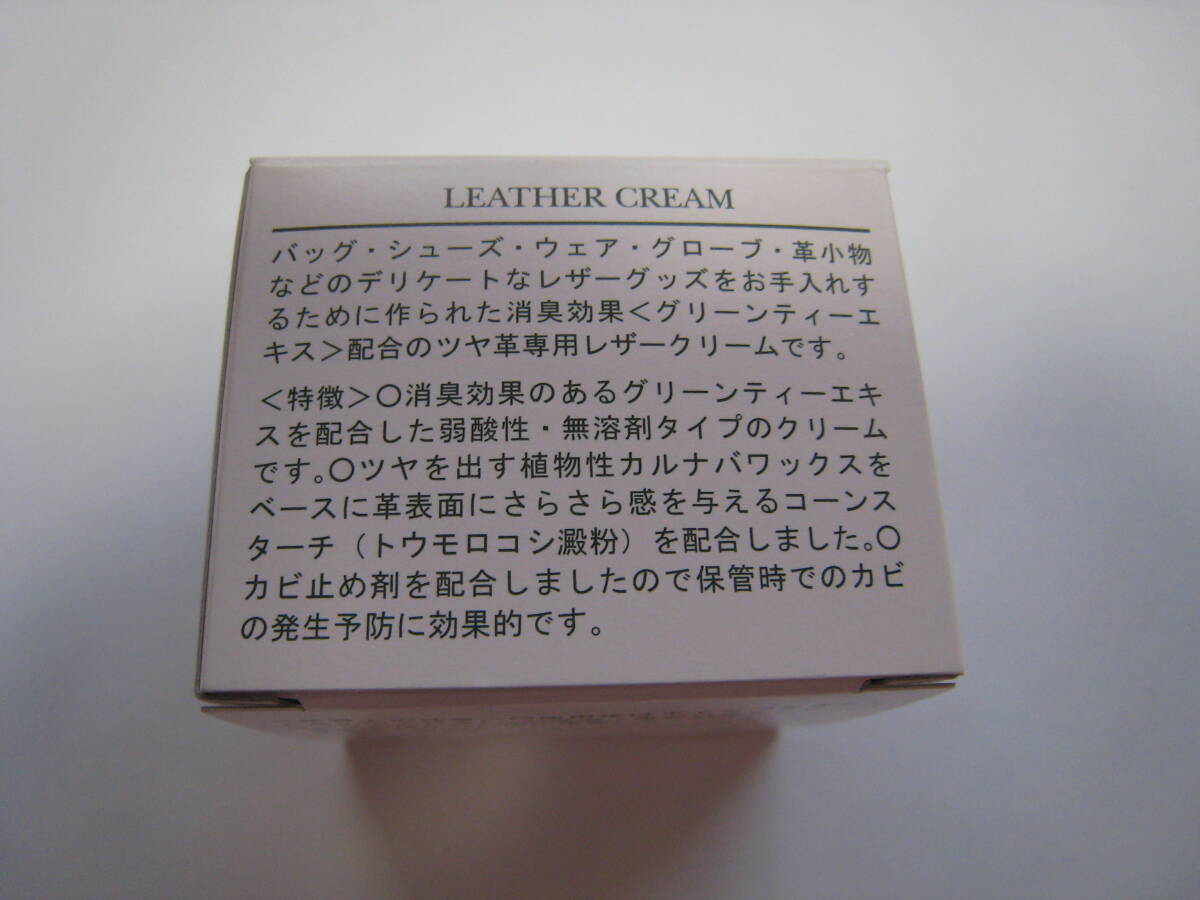 LEATHER CREAM
バッグ・シューズ・ウェア・グローブ・革小物
などのデリケートなレザーグッズをお手入れす
るために作られた消臭効果＜グリーンティーエ
キス＞配合のツヤ革専用レザークリームです。
＜特徴＞○消臭効果のあるグリーンティーエキ
スを配合した弱酸性・無溶剤タイプのクリーム
です。○ツヤを出す植物性カルナバワックスを
ベースに革表面にさらさら感を与えるコーンス
ターチ（トウモロコシ澱粉）を配合しました。○
カビ止め剤を配合しましたので保管時でのカビ
の発生予防に効果的です。